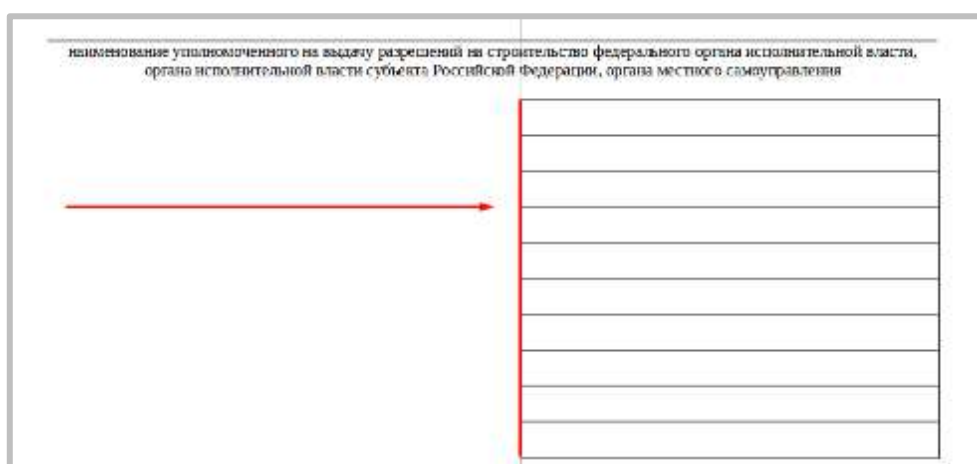 наименование уполномоченного на выдачу разрешений на строительство федерального органа исполнительной власти,
органа исполнительной власти субъекта Российской Федерации, органа местного самоуправления